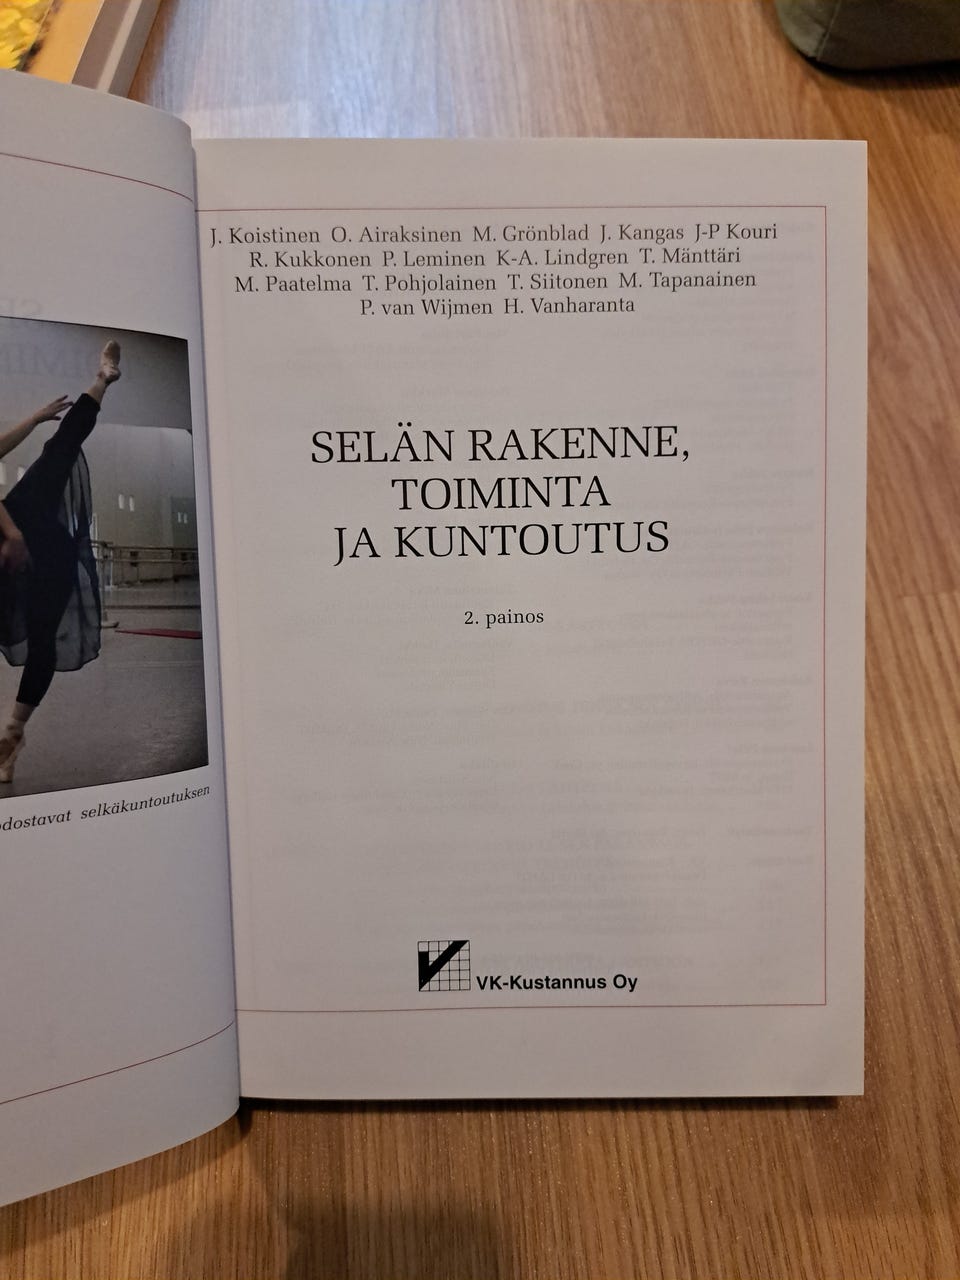 dostavat selkäkuntoutuksen
J. Koistinen O. Airaksinen M. Grönblad J. Kangas J-P Kouri
R. Kukkonen P. Leminen K-A. Lindgren T. Mänttäri
M. Paatelma T. Pohjolainen T. Siitonen M. Tapanainen
P. van Wijmen H. Vanharanta
SELÄN RAKENNE,
TOIMINTA
JA KUNTOUTUS
2. painos
VK-Kustannus Oy